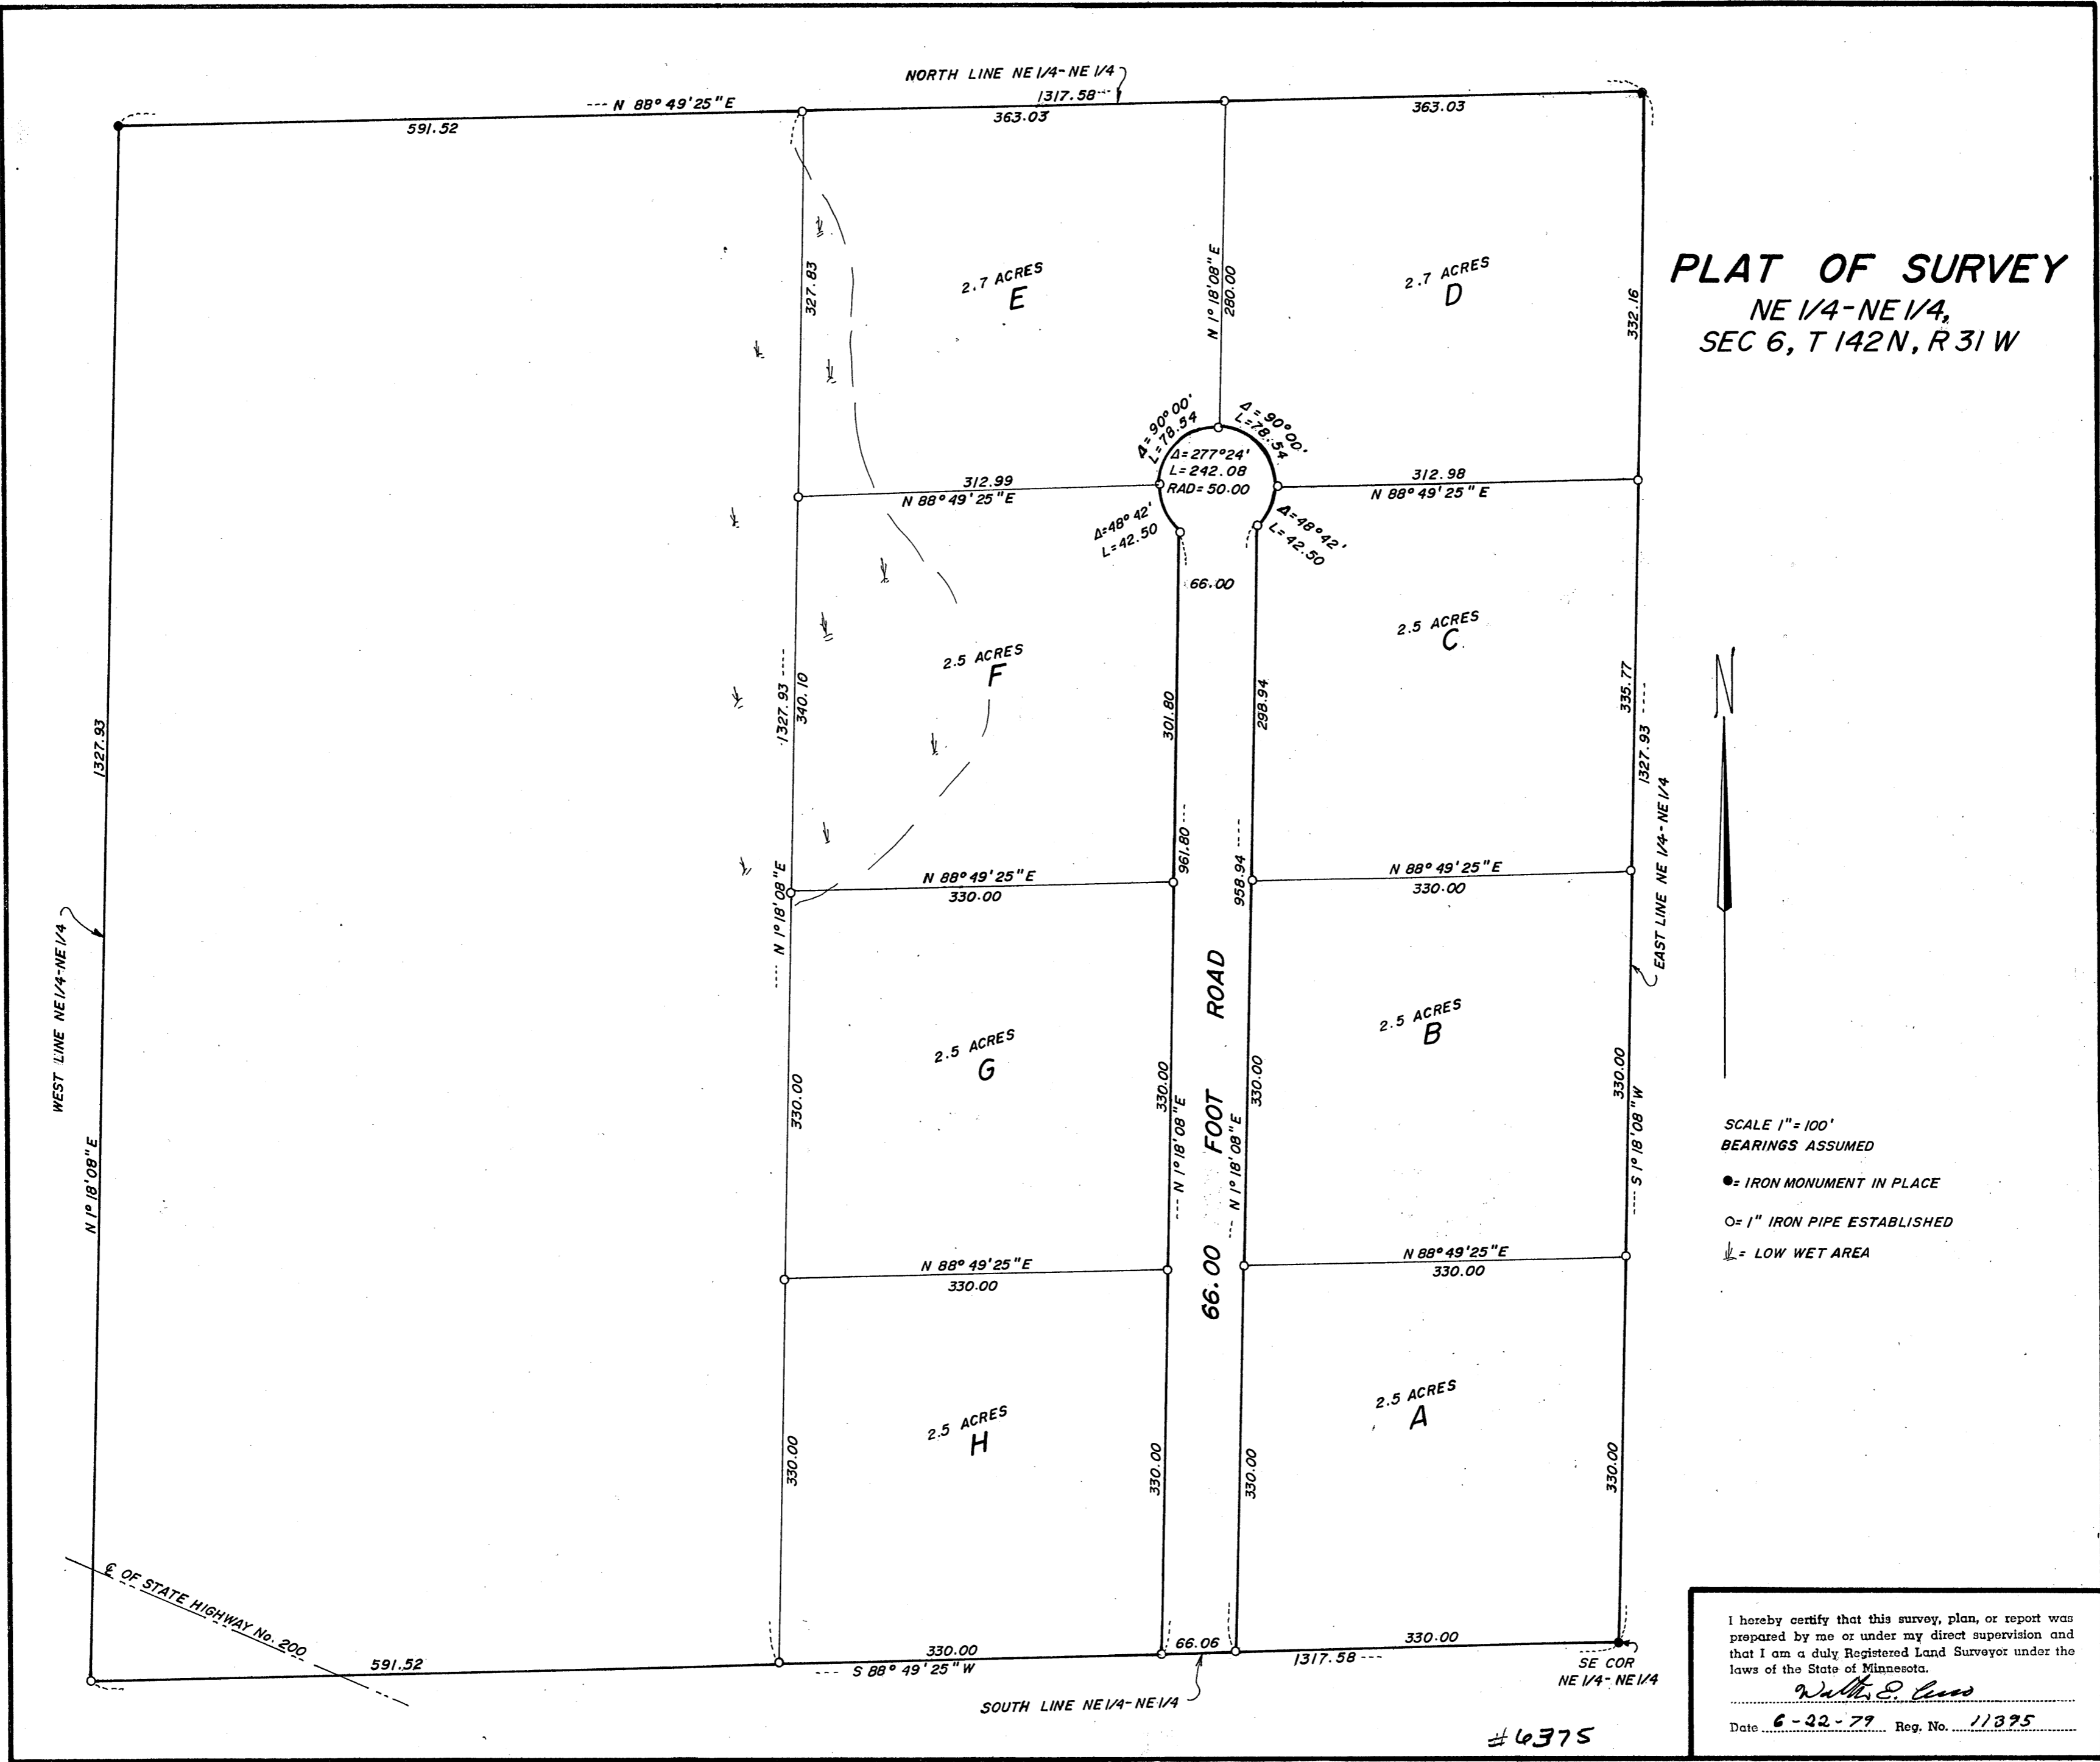 NORTH LINE NE 1/4-NE 1/4
--- N 88° 49' 25" E
1317.58---
591.52
363.03
363.03
PLAT OF SURVEY
NE 1/4-NE 1/4,
SEC 6, T 142 N, R 31 W
327.83
2.7 ACRES
E
N 1° 18' 08" E
280.00
2.7 ACRES
D
332.16
Δ= 90° 00'
L= 78.54
Δ= 90° 00'
L=78.54
Δ= 277° 24'
L= 242.08
RAD= 50.00
312.99
N 88° 49' 25" E
312.98
N 88° 49' 25" E
Δ=48° 42'
L=42.50
Δ=48° 42'
L=42.50
66.00
2.5 ACRES
F
2.5 ACRES
C
1327.93
1327.93 ----
340.10
301.80
298.94
335.77
1327.93 ----
N
961.80 ---
958.94 ----
N 88° 49' 25" E
330.00
N 88° 49' 25" E
330.00
---- N 1° 18' 08" E
EAST LINE NE 1/4-NE 1/4
WEST LINE NE 1/4-NE 1/4
N 1° 18' 08" E
2.5 ACRES
G
2.5 ACRES
B
330.00
330.00
--- N 1° 18' 08" E
66.00 FOOT ROAD
--- N 1° 18' 08" E
330.00
330.00
---- S 1° 18' 08" W
SCALE 1" = 100'
BEARINGS ASSUMED
●= IRON MONUMENT IN PLACE
O= 1" IRON PIPE ESTABLISHED
= LOW WET AREA
N 88° 49' 25" E
330.00
N 88° 49' 25" E
330.00
2.5 ACRES
H
2.5 ACRES
A
330.00
330.00
330.00
330.00
℄ OF STATE HIGHWAY No. 200
591.52
330.00
--- S 88° 49' 25" W
66.06
330.00
1317.58 ---
SE COR
NE 1/4-NE 1/4
SOUTH LINE NE 1/4-NE 1/4
#6375
I hereby certify that this survey, plan, or report was
prepared by me or under my direct supervision and
that I am a duly Registered Land Surveyor under the
laws of the State of Minnesota.
Date 6-22-79 Reg. No. 11395